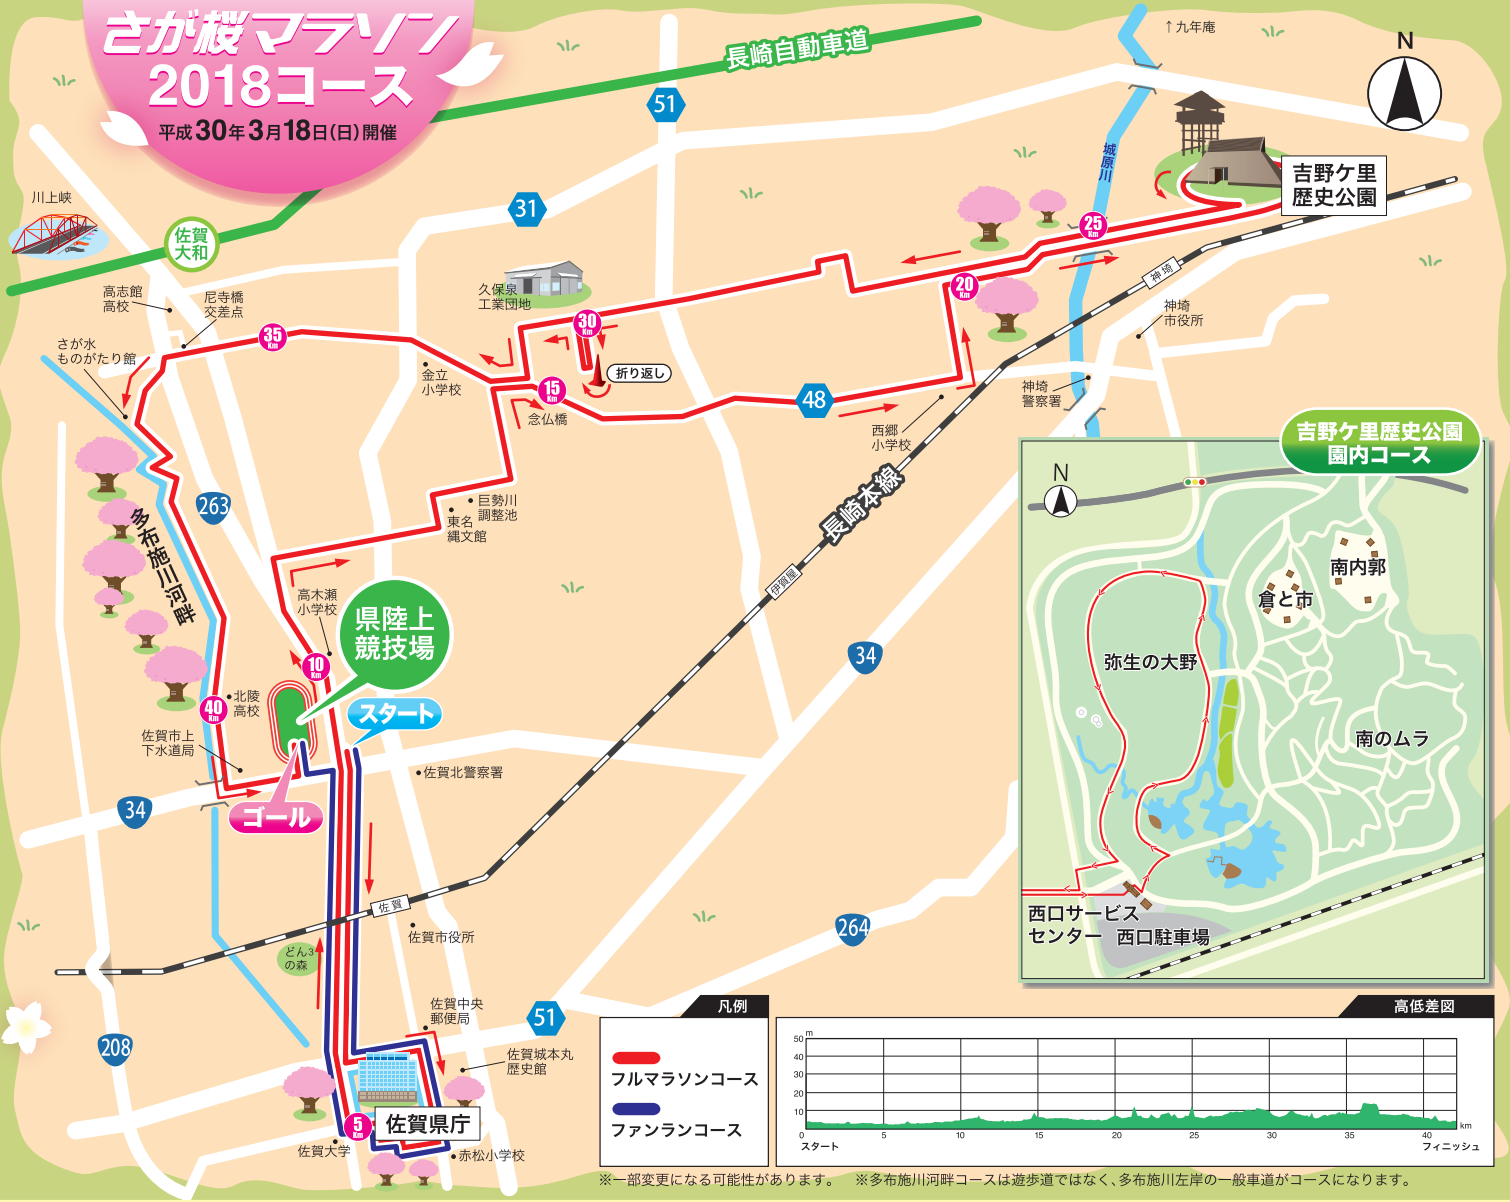 さが桜マラソン
2018コース
平成30年3月18日(日)開催
長崎自動車道
51
↑九年庵
N
城原川
吉野ケ里
歴史公園
川上峡
佐賀
大和
31
25
Km
20
Km
神埼
久保泉
工業団地
高志館
高校
尼寺橋
交差点
35
Km
30
Km
折り返し
神埼
市役所
さが水
ものがたり館
金立
小学校
15
Km
念仏橋
48
西郷
小学校
神埼
警察署
263
巨勢川
調整池
東名
縄文館
長崎本線
伊賀屋
多布施川河畔
高木瀬
小学校
県陸上
競技場
10
Km
34
スタート
40
Km
北陵
高校
佐賀市上
下水道局
佐賀北警察署
34
ゴール
佐賀
佐賀市役所
どん3
の森
264
佐賀中央
郵便局
51
208
佐賀城本丸
歴史館
5
Km
佐賀県庁
佐賀大学
赤松小学校
吉野ケ里歴史公園
園内コース
N
南内郭
倉と市
弥生の大野
南のムラ
西口サービス
センター
西口駐車場
凡例
フルマラソンコース
ファンランコース
高低差図
m
50
40
30
20
10
0
5
10
15
20
25
30
35
40
km
スタート
フィニッシュ
※一部変更になる可能性があります。 ※多布施川河畔コースは遊歩道ではなく、多布施川左岸の一般車道がコースになります。